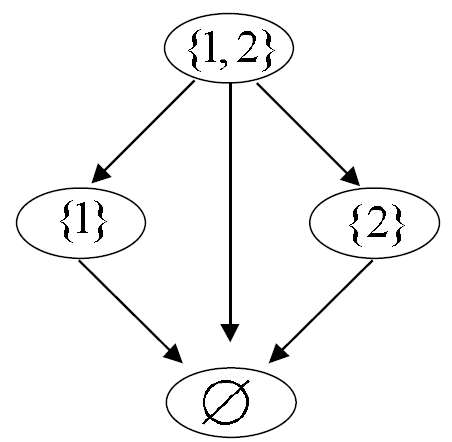 {1, 2}
{1}
{2}
∅